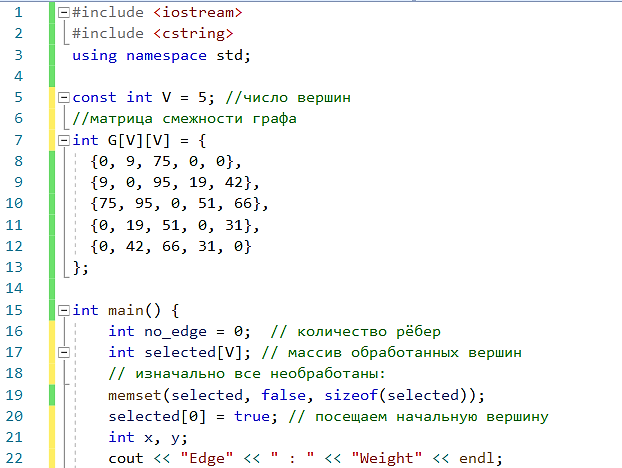 1 #include <iostream>
2 #include <cstring>
3 using namespace std;
4
5 const int V = 5; //число вершин
6 //матрица смежности графа
7 int G[V][V] = {
8 {0, 9, 75, 0, 0},
9 {9, 0, 95, 19, 42},
10 {75, 95, 0, 51, 66},
11 {0, 19, 51, 0, 31},
12 {0, 42, 66, 31, 0}
13 };
14
15 int main() {
16 int no_edge = 0; // количество рёбер
17 int selected[V]; // массив обработанных вершин
18 // изначально все необработаны:
19 memset(selected, false, sizeof(selected));
20 selected[0] = true; // посещаем начальную вершину
21 int x, y;
22 cout << "Edge" << " : " << "Weight" << endl;